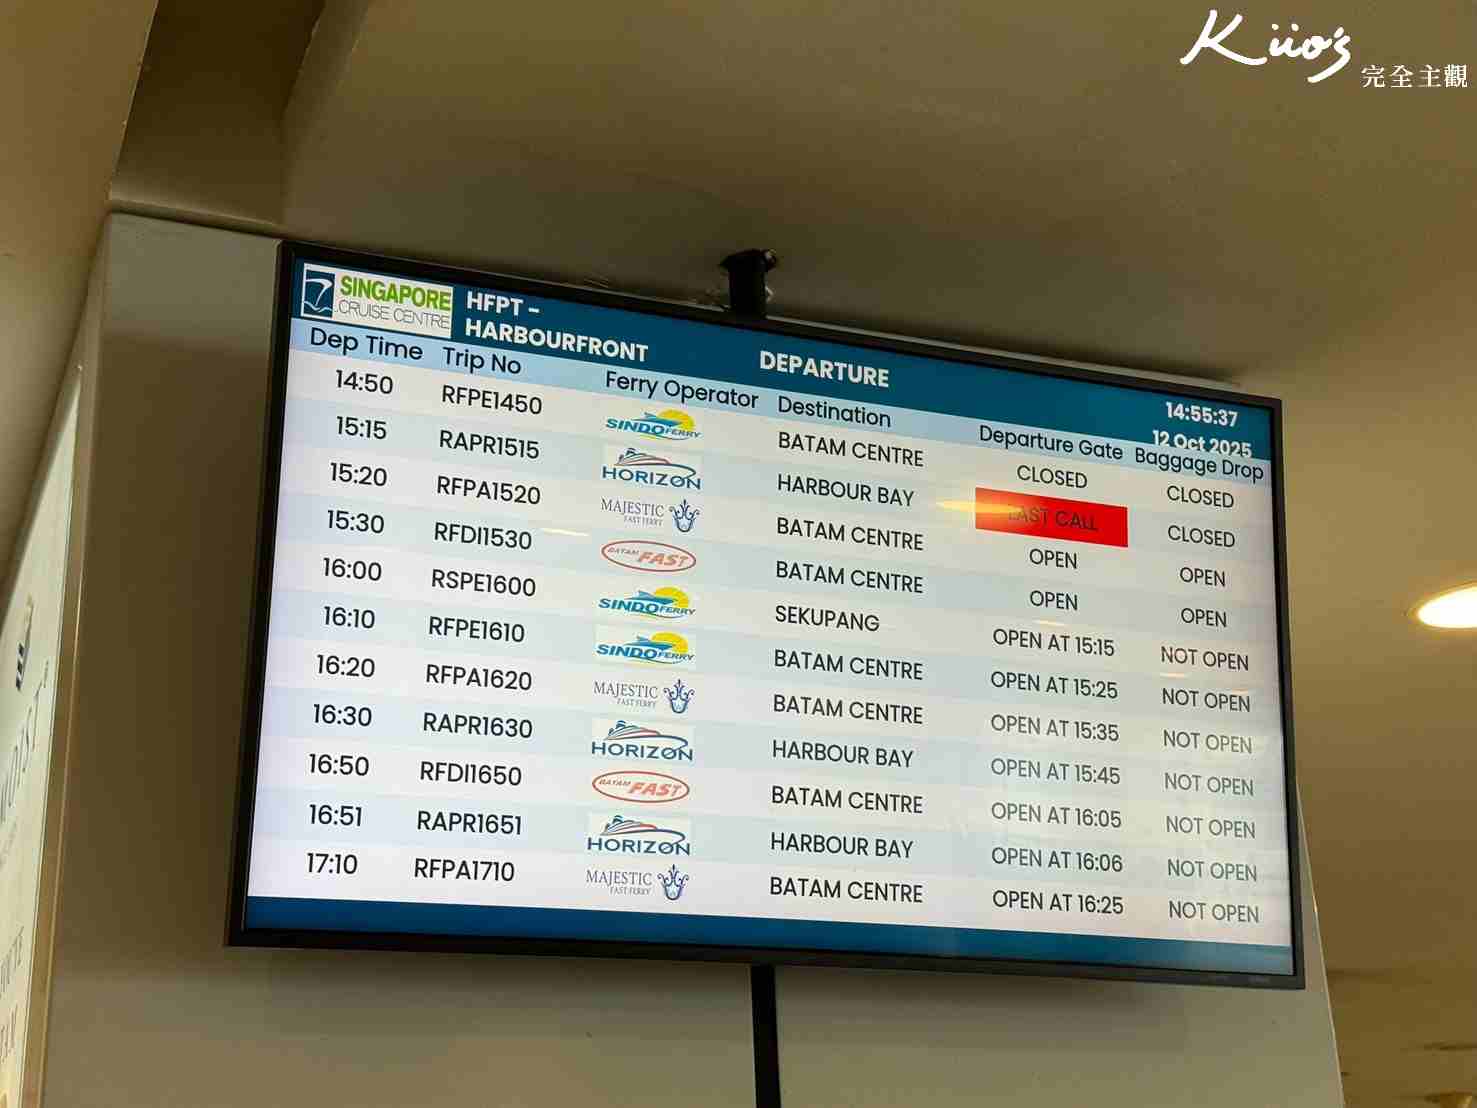 Küo's 完全主觀
SINGAPORE
CRUISE CENTRE
HFPT -
HARBOURFRONT
DEPARTURE
14:55:37
12 Oct 2025
Dep Time Trip No Ferry Operator Destination Departure Gate Baggage Drop
14:50 RFPE1450 SINDO FERRY BATAM CENTRE CLOSED CLOSED
15:15 RAPR1515 HORIZON HARBOUR BAY LAST CALL CLOSED
15:20 RFPA1520 MAJESTIC FAST FERRY BATAM CENTRE OPEN OPEN
15:30 RFDI1530 BATAM FAST BATAM CENTRE OPEN OPEN
16:00 RSPE1600 SINDO FERRY SEKUPANG OPEN AT 15:15 NOT OPEN
16:10 RFPE1610 SINDO FERRY BATAM CENTRE OPEN AT 15:25 NOT OPEN
16:20 RFPA1620 MAJESTIC FAST FERRY BATAM CENTRE OPEN AT 15:35 NOT OPEN
16:30 RAPR1630 HORIZON HARBOUR BAY OPEN AT 15:45 NOT OPEN
16:50 RFDI1650 BATAM FAST BATAM CENTRE OPEN AT 16:05 NOT OPEN
16:51 RAPR1651 HORIZON HARBOUR BAY OPEN AT 16:06 NOT OPEN
17:10 RFPA1710 MAJESTIC FAST FERRY BATAM CENTRE OPEN AT 16:25 NOT OPEN